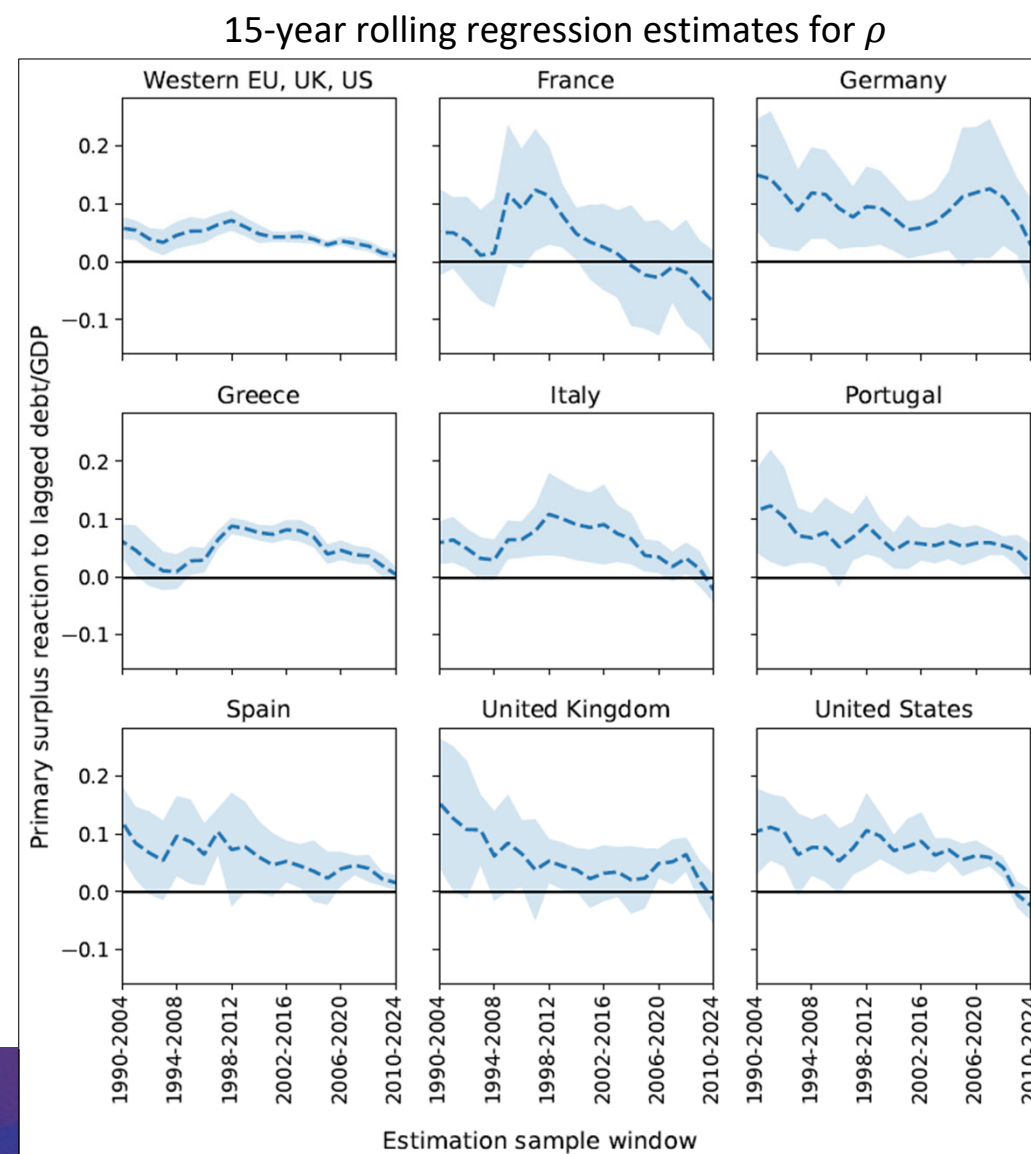 15-year rolling regression estimates for ρ
Western EU, UK, US
France
Germany
0.2
0.1
0.0
−0.1
Greece
Italy
Portugal
0.2
0.1
0.0
−0.1
Primary surplus reaction to lagged debt/GDP
Spain
United Kingdom
United States
0.2
0.1
0.0
−0.1
1990-2004
1994-2008
1998-2012
2002-2016
2006-2020
2010-2024
1990-2004
1994-2008
1998-2012
2002-2016
2006-2020
2010-2024
1990-2004
1994-2008
1998-2012
2002-2016
2006-2020
2010-2024
Estimation sample window